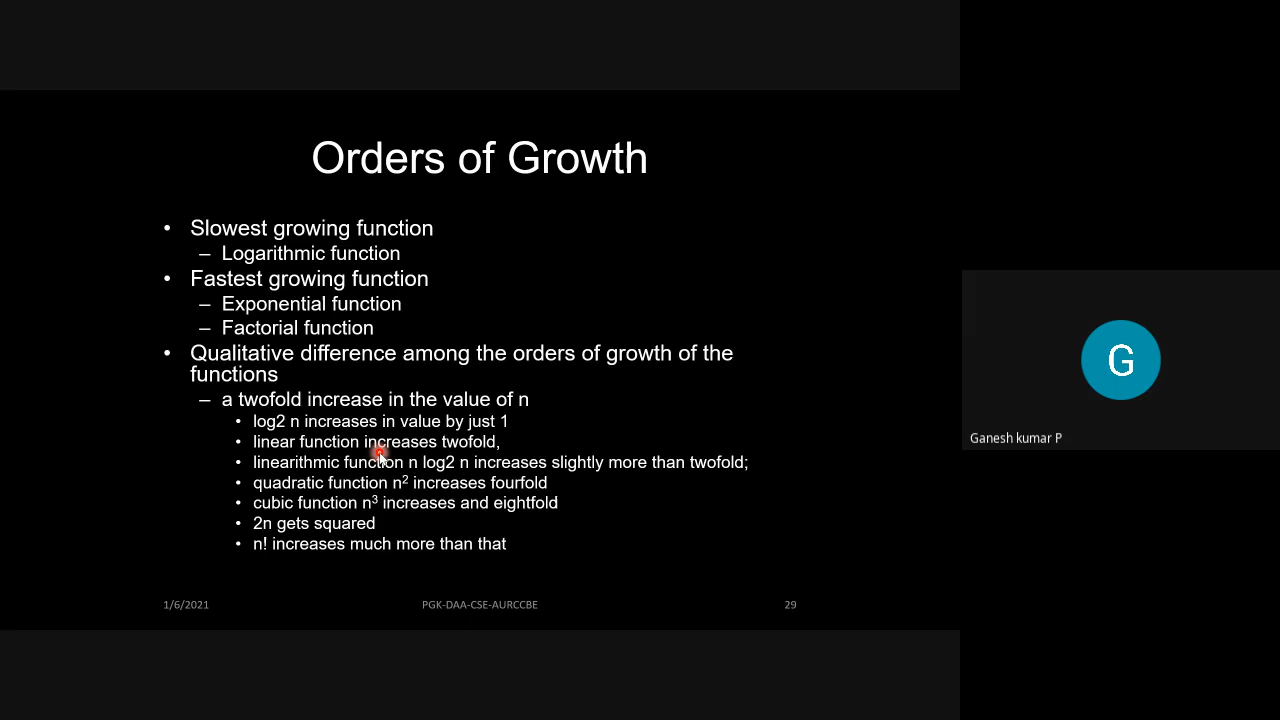 Orders of Growth
• Slowest growing function
– Logarithmic function
• Fastest growing function
– Exponential function
– Factorial function
• Qualitative difference among the orders of growth of the
functions
– a twofold increase in the value of n
• log2 n increases in value by just 1
• linear function increases twofold,
• linearithmic function n log2 n increases slightly more than twofold;
• quadratic function n² increases fourfold
• cubic function n³ increases and eightfold
• 2n gets squared
• n! increases much more than that
1/6/2021 PGK-DAA-CSE-AURCCBE 29
G
Ganesh kumar P